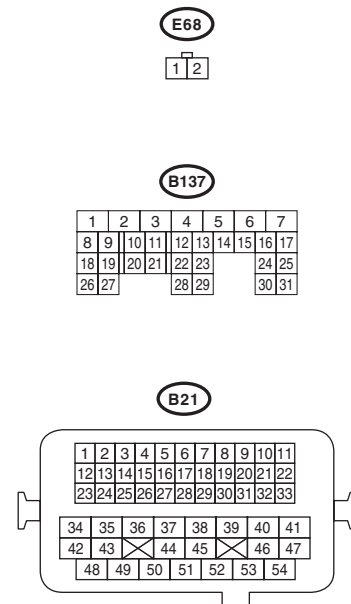 E68
1 2
B137
1 2 3 4 5 6 7
8 9 10 11 12 13 14 15 16 17
18 19 20 21 22 23 24 25
26 27 28 29 30 31
B21
1 2 3 4 5 6 7 8 9 10 11
12 13 14 15 16 17 18 19 20 21 22
23 24 25 26 27 28 29 30 31 32 33
34 35 36 37 38 39 40 41
42 43 44 45 46 47
48 49 50 51 52 53 54